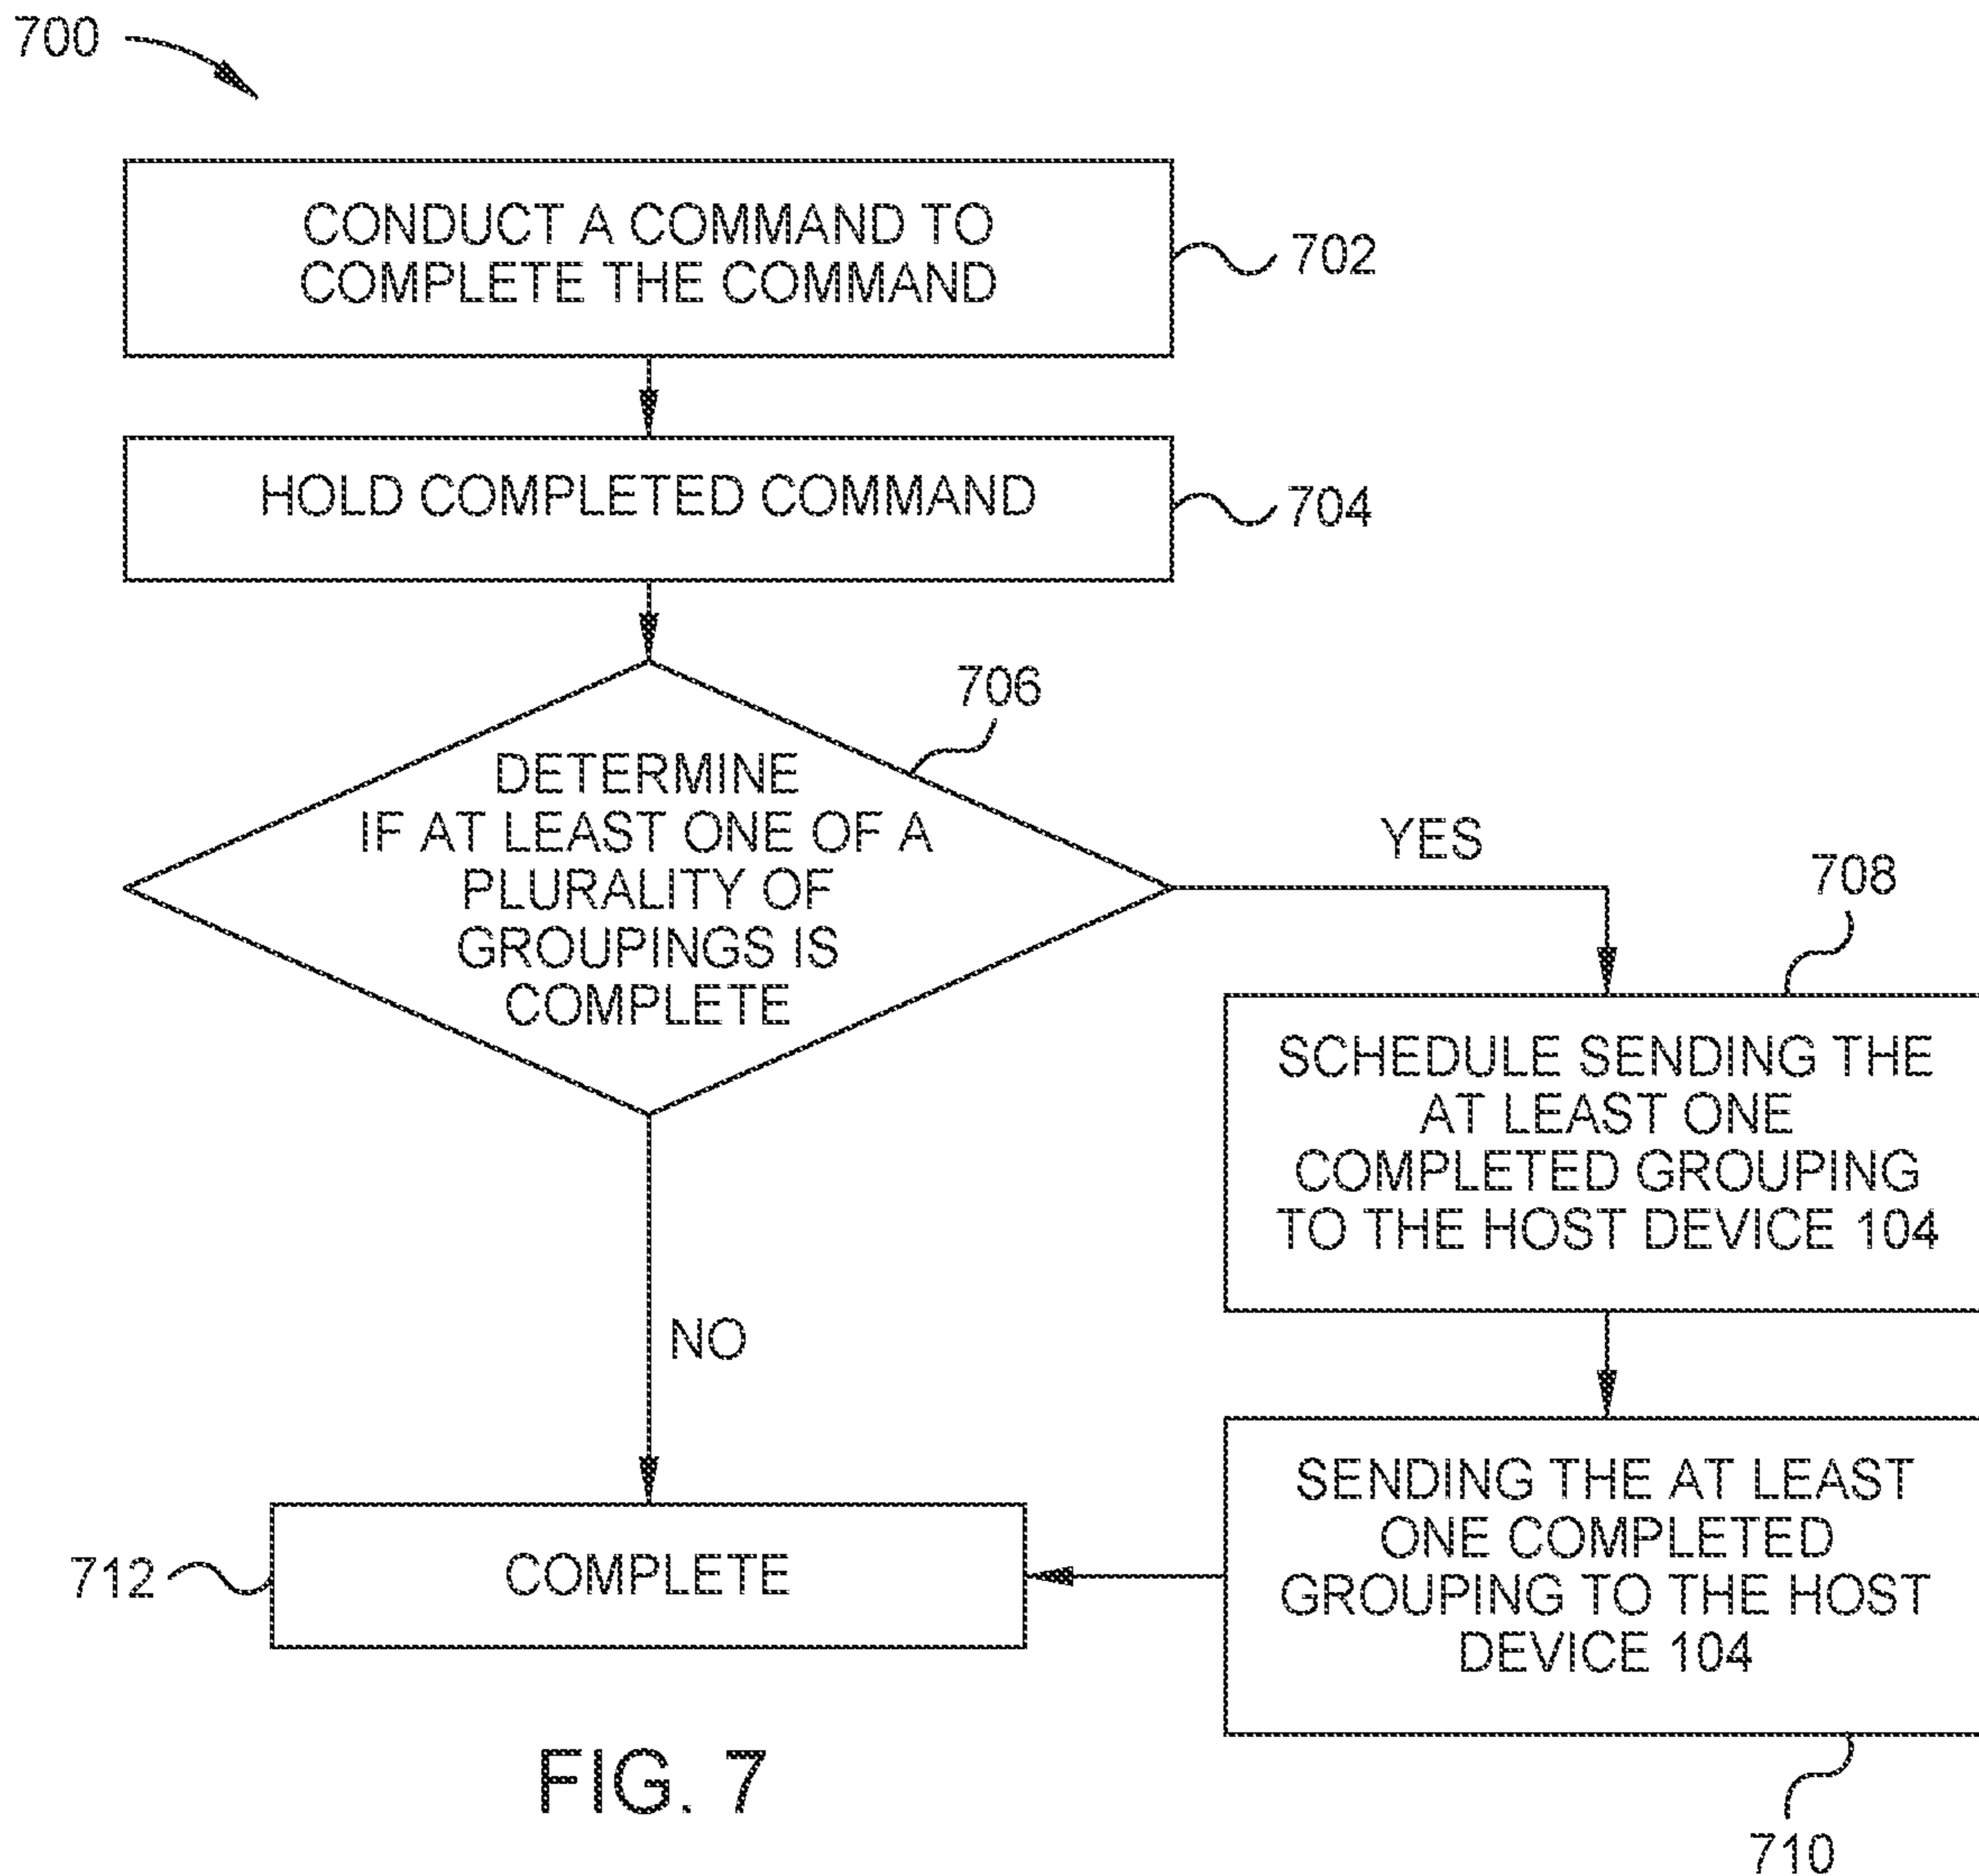 700
CONDUCT A COMMAND TO
COMPLETE THE COMMAND
702
HOLD COMPLETED COMMAND
704
706
DETERMINE
IF AT LEAST ONE OF A
PLURALITY OF
GROUPINGS IS
COMPLETE
YES
708
SCHEDULE SENDING THE
AT LEAST ONE
COMPLETED GROUPING
TO THE HOST DEVICE 104
NO
SENDING THE AT LEAST
ONE COMPLETED
GROUPING TO THE HOST
DEVICE 104
710
712
COMPLETE
FIG. 7